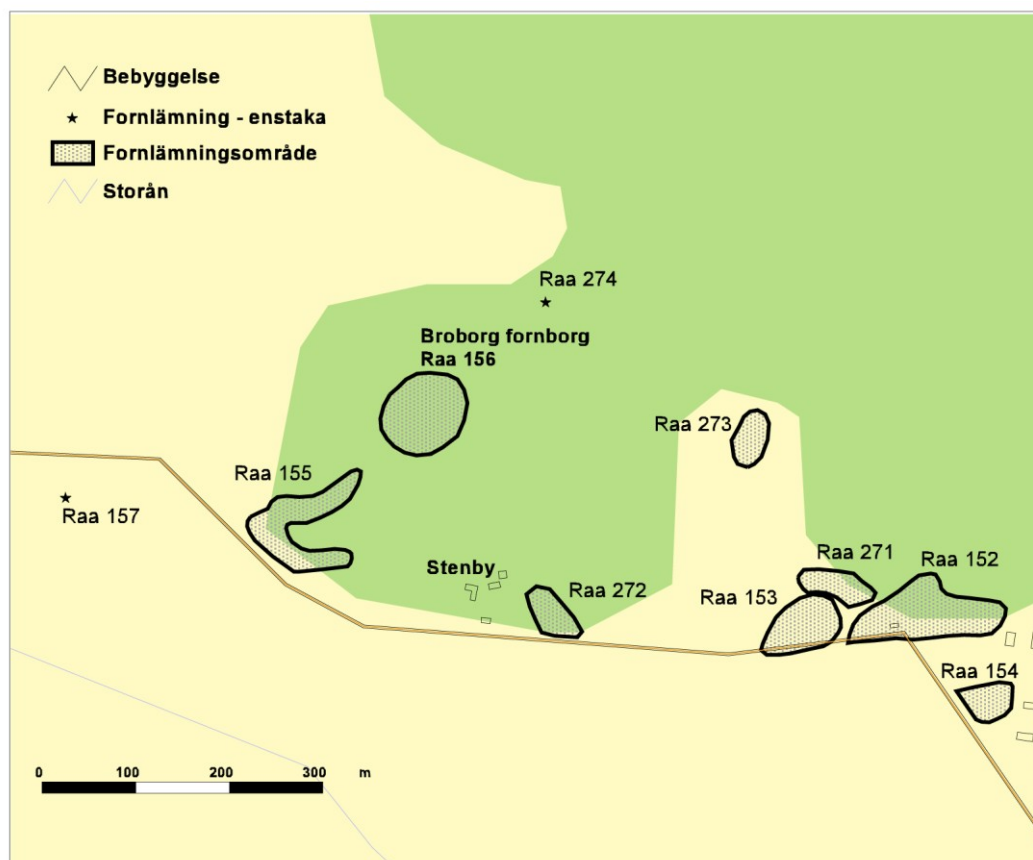 Bebyggelse
Fornlämning - enstaka
Fornlämningsområde
Storån
Raa 274
Broborg fornborg
Raa 156
Raa 273
Raa 155
Raa 157
Raa 271
Raa 152
Stenby
Raa 272
Raa 153
Raa 154
0 100 200 300 m